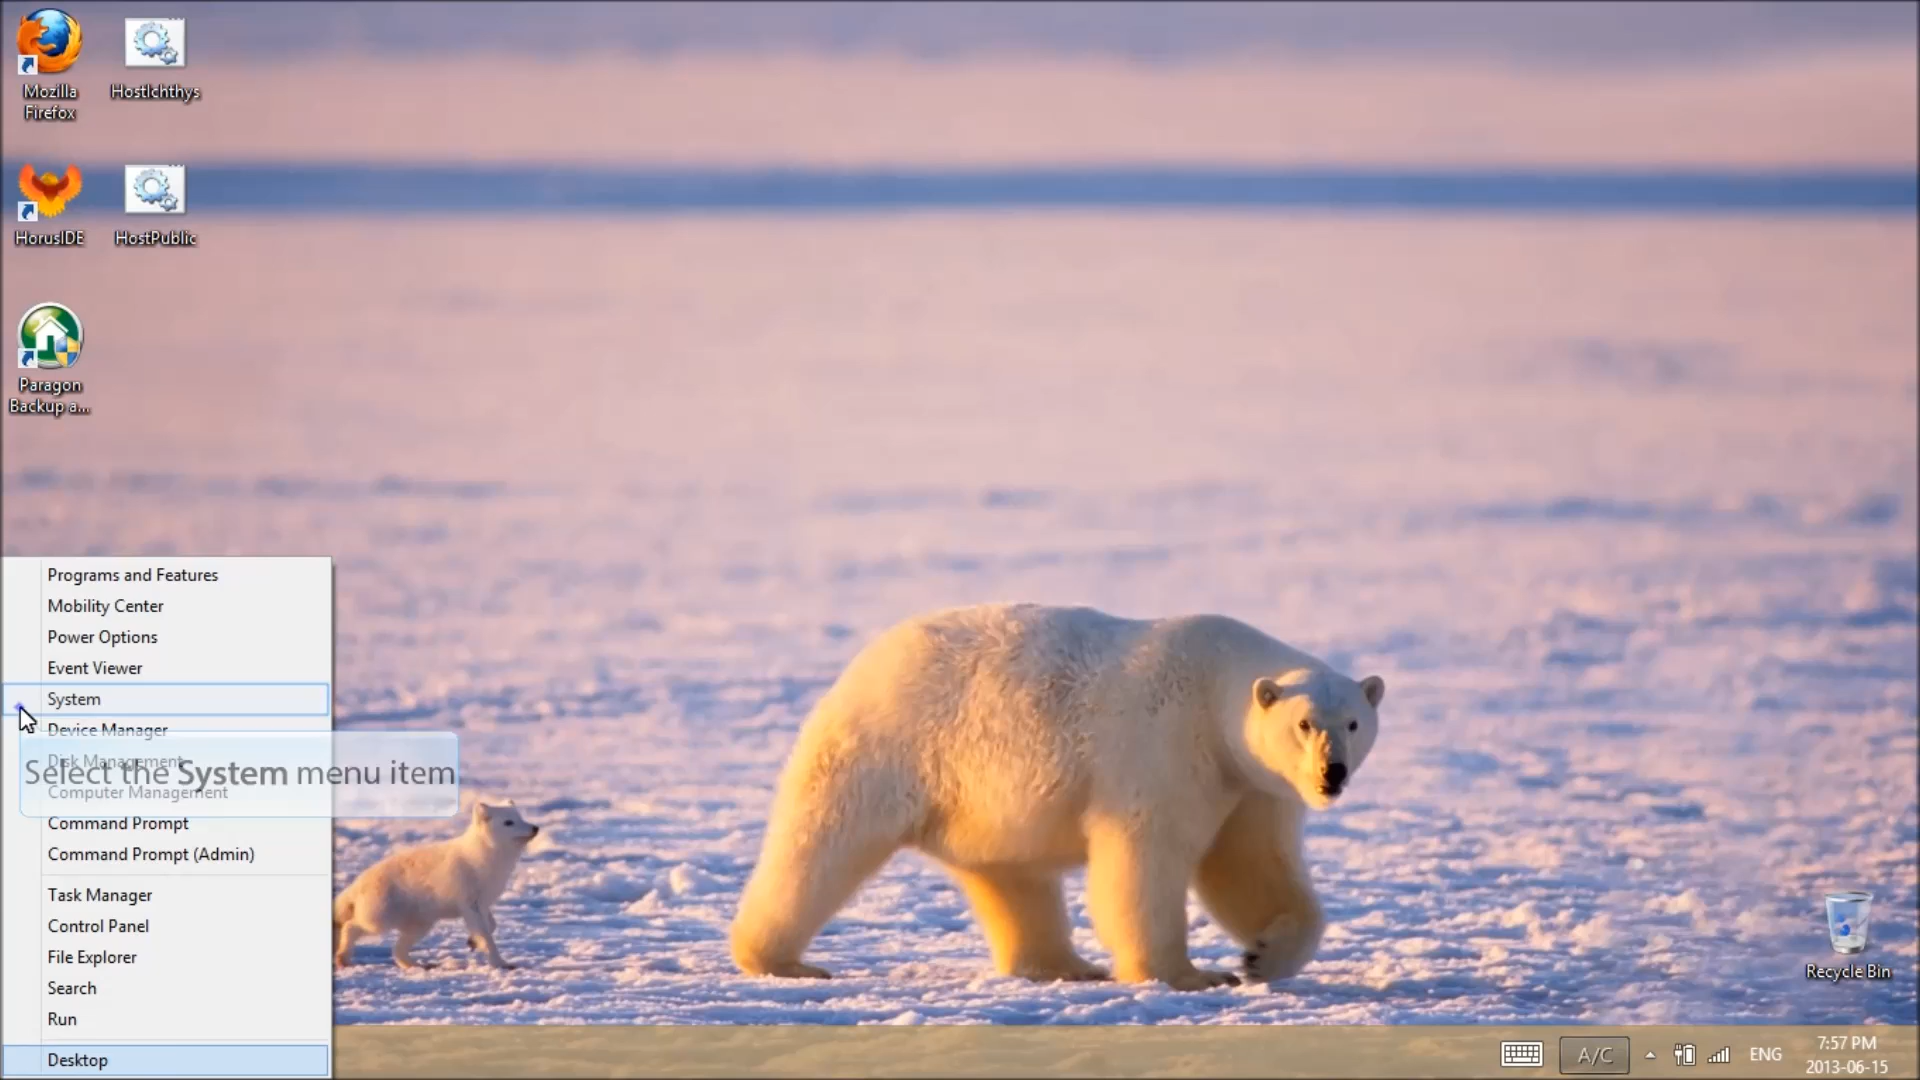 Mozilla
Firefox
HostIchthys
HorusIDE
HostPublic
Paragon
Backup a...
Programs and Features
Mobility Center
Power Options
Event Viewer
System
Device Manager
Disk Management
Select the System menu item
Computer Management
Command Prompt
Command Prompt (Admin)
Task Manager
Control Panel
File Explorer
Search
Run
Desktop
Recycle Bin
A/C
ENG
7:57 PM
2013-06-15